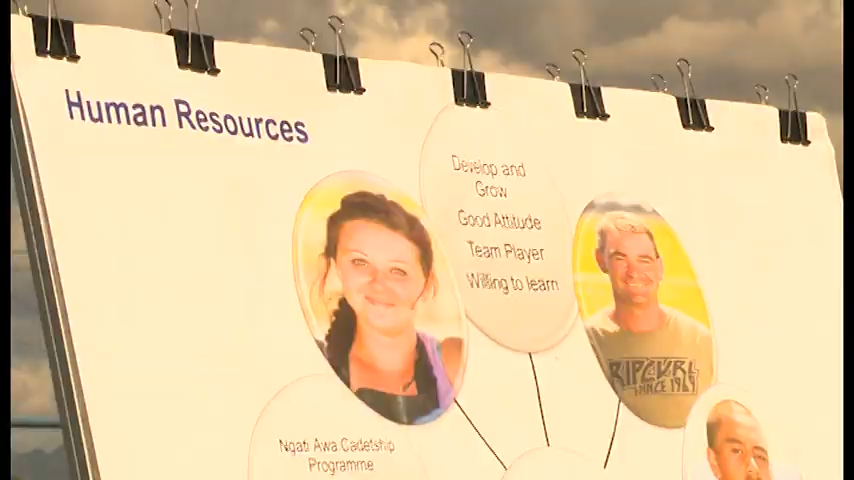 Human Resources
Develop and
Grow
Good Attitude
Team Player
Willing to learn
RIPCURL
SINCE 1969
Ngati Awa Cadetship
Programme